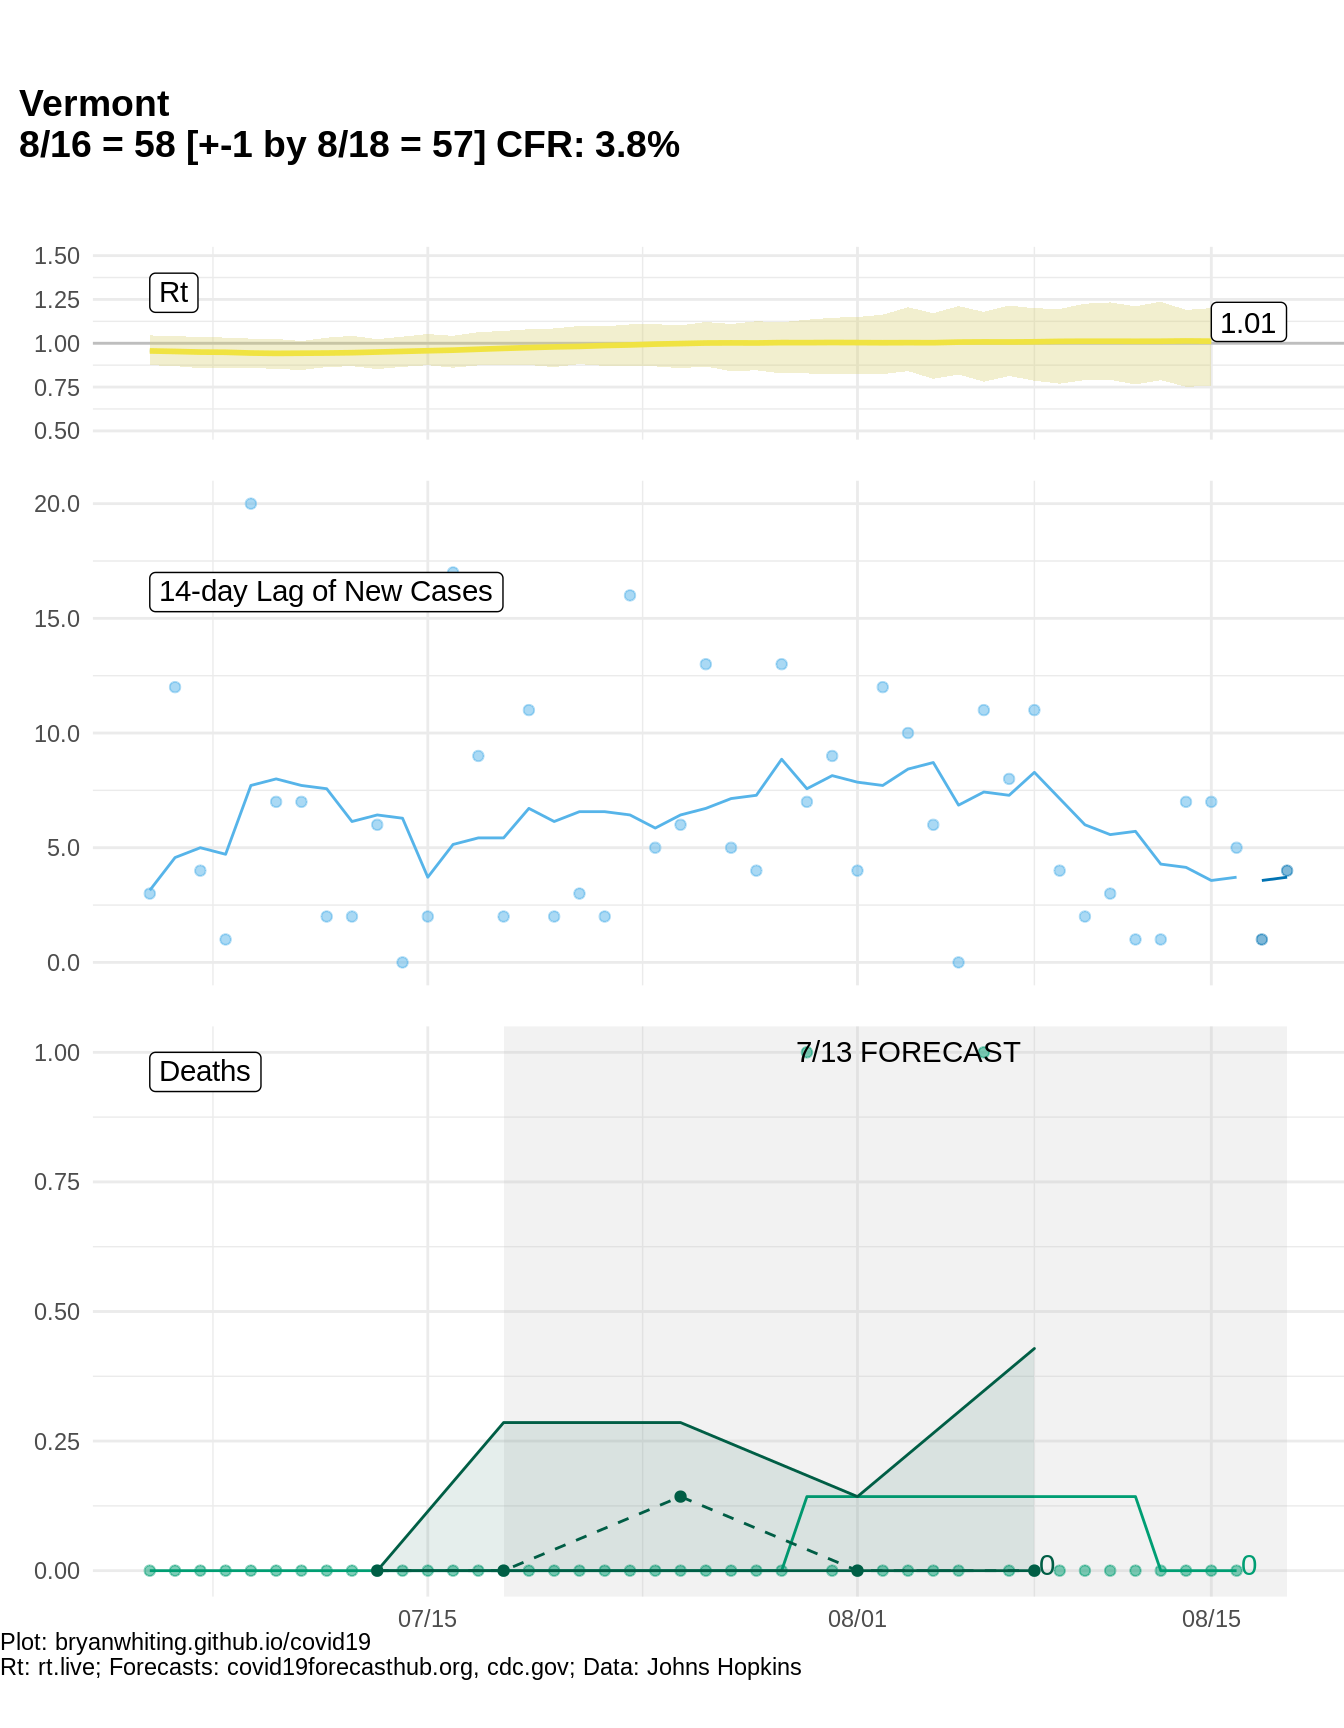 Vermont
8/16 = 58 [+-1 by 8/18 = 57] CFR: 3.8%
1.50
1.25
1.00
0.75
0.50
Rt
1.01
20.0
15.0
10.0
5.0
0.0
14-day Lag of New Cases
1.00
0.75
0.50
0.25
0.00
Deaths
7/13 FORECAST
0
0
07/15
08/01
08/15
Plot: bryanwhiting.github.io/covid19
Rt: rt.live; Forecasts: covid19forecasthub.org, cdc.gov; Data: Johns Hopkins